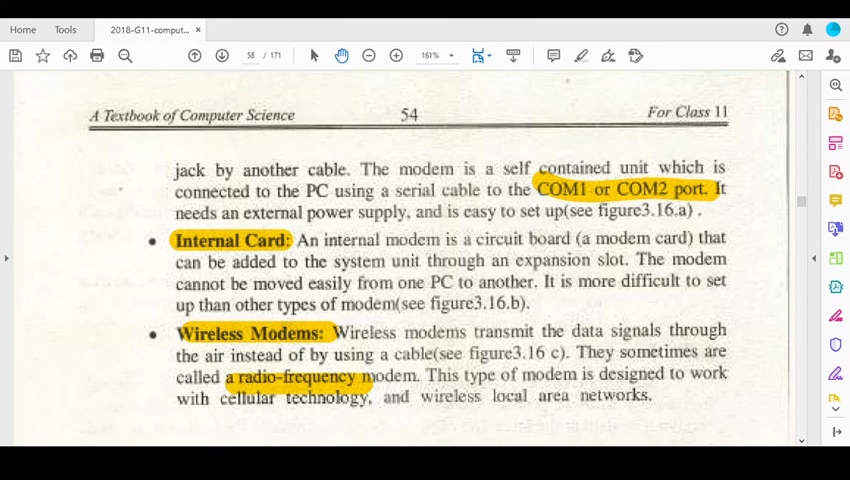 Home Tools 2018-G11-comput... ×
58 / 171 161%
A Textbook of Computer Science 54 For Class 11
jack by another cable. The modem is a self contained unit which is
connected to the PC using a serial cable to the COM1 or COM2 port. It
needs an external power supply, and is easy to set up(see figure3.16.a) .
• Internal Card: An internal modem is a circuit board (a modem card) that
can be added to the system unit through an expansion slot. The modem
cannot be moved easily from one PC to another. It is more difficult to set
up than other types of modem(see figure3.16.b).
• Wireless Modems: Wireless modems transmit the data signals through
the air instead of by using a cable(see figure3.16 c). They sometimes are
called a radio-frequency modem. This type of modem is designed to work
with cellular technology, and wireless local area networks.